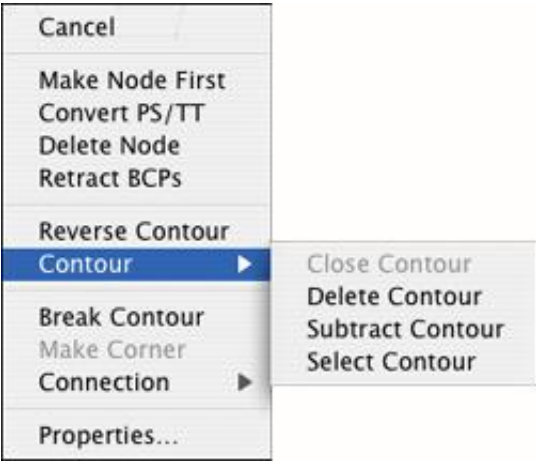 Cancel
Make Node First
Convert PS/TT
Delete Node
Retract BCPs
Reverse Contour
Contour
Close Contour
Delete Contour
Subtract Contour
Select Contour
Break Contour
Make Corner
Connection
Properties...